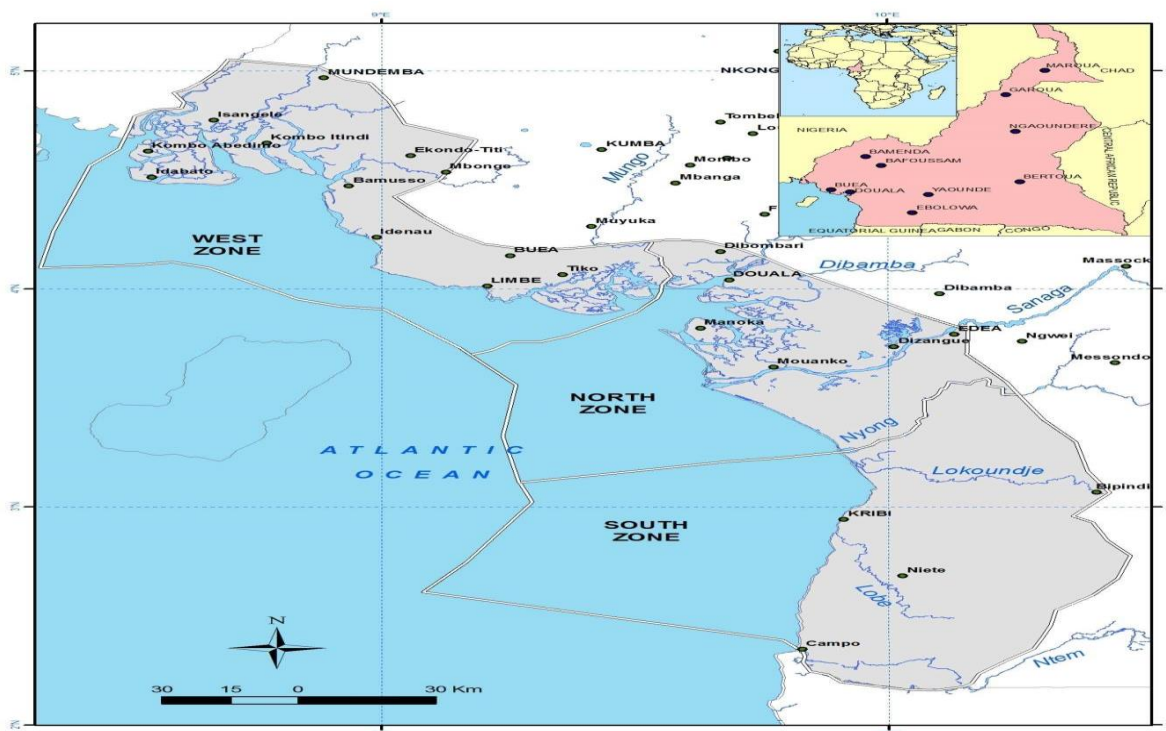 9°E
10°E
MUNDEMBA
Isangele
Kombo Itindi
Kombo Abedimo
Idabato
Ekondo-Titi
Mbonge
Bamusso
Idenau
WEST
ZONE
BUEA
LIMBE
Tiko
Muyuka
KUMBA
Mungo
NKONG
Tombel
Lo
Mombo
Mbanga
F
Dibombari
DOUALA
Dibamba
Dibamba
Massock
Sanaga
EDEA
Ngwei
Messondo
Manoka
Dizangue
Mouanko
NORTH
ZONE
Nyong
ATLANTIC
OCEAN
Lokoundje
Bipindi
SOUTH
ZONE
KRIBI
Niete
Lobe
Campo
Ntem
N
30 15 0 30 Km
MAROUA
CHAD
GAROUA
NIGERIA
NGAOUNDERE
CENTRAL AFRICAN REPUBLIC
BAMENDA
BAFOUSSAM
BERTOUA
BUEA
DOUALA
YAOUNDE
EBOLOWA
EQUATORIAL GUINEA
GABON
CONGO